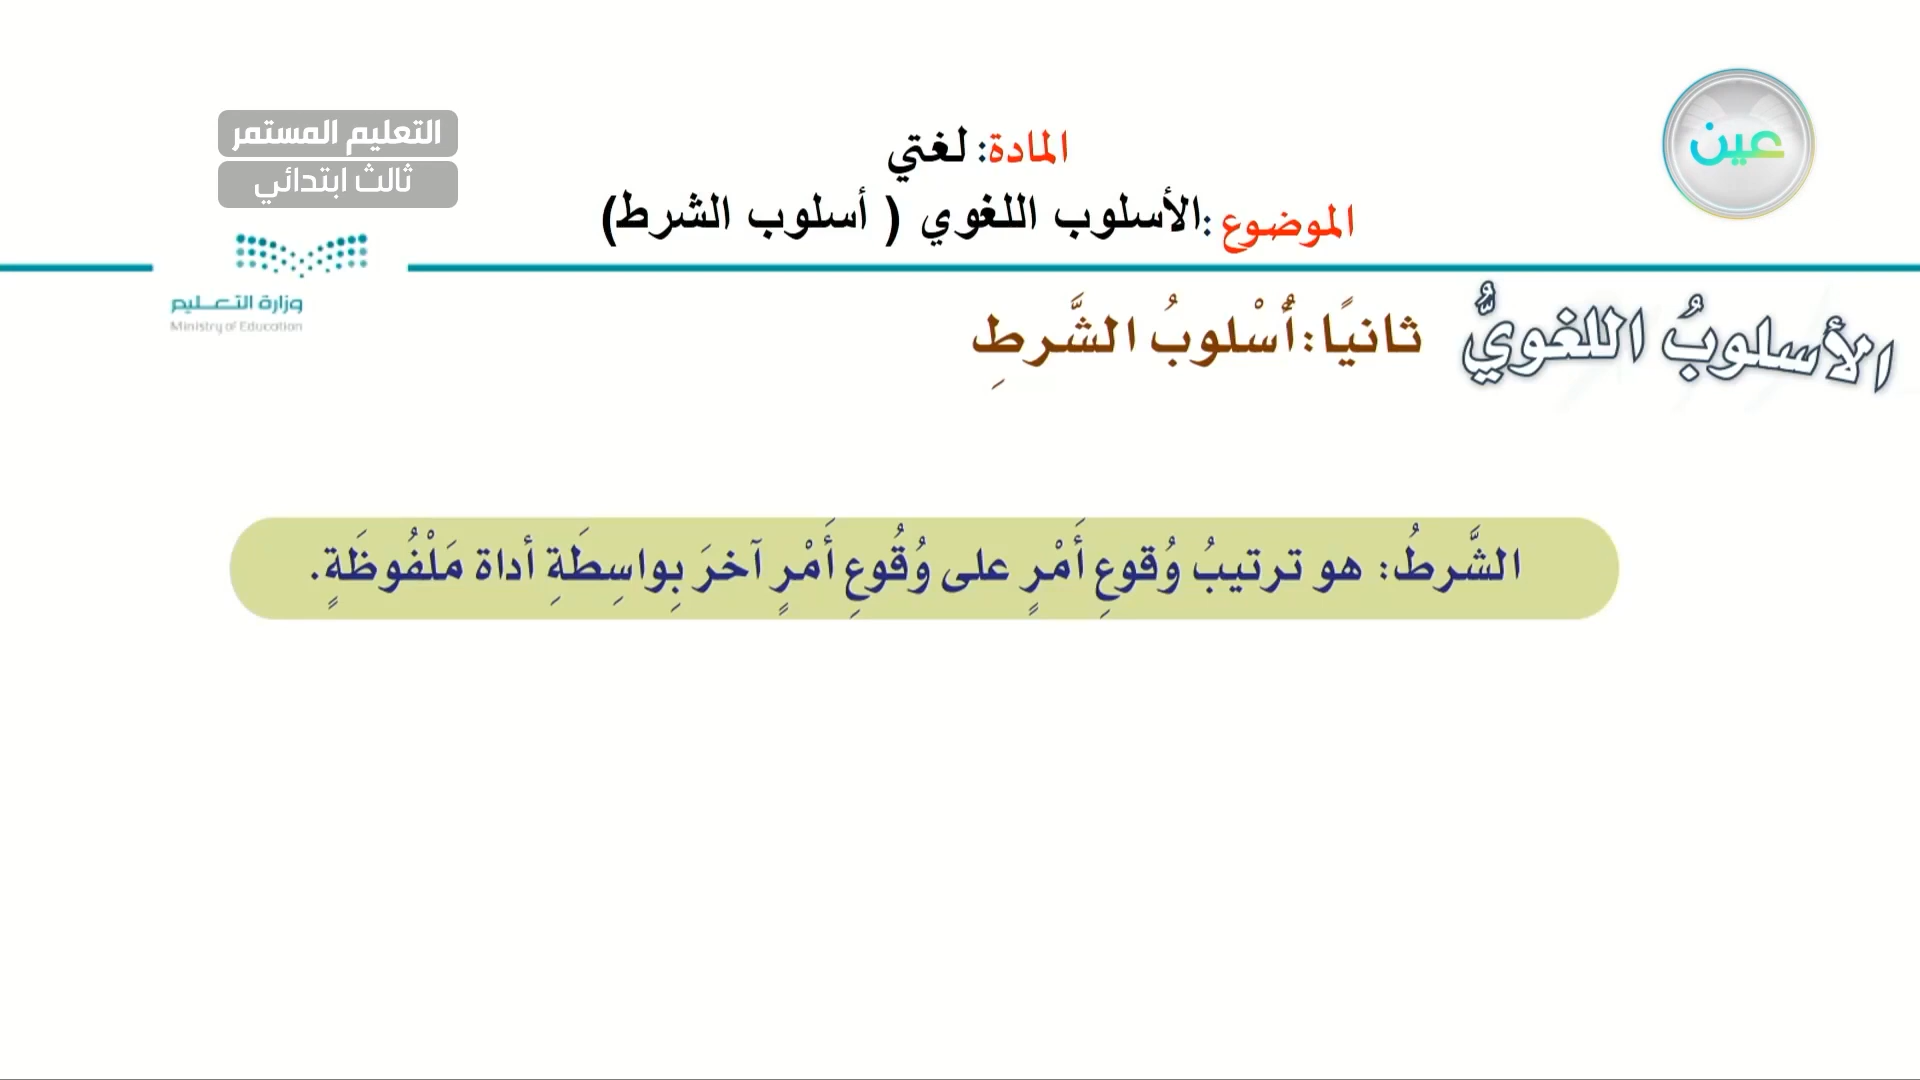 عين
المادة: لغتي
الموضوع :الأسلوب اللغوي ( أسلوب الشرط)
التعليم المستمر
ثالث ابتدائي
وزارة التعـــليم
Ministry of Education
الأسلوبُ اللغويُّ
ثانيًا: أُسْلوبُ الشَّرطِ
الشَّرطُ: هو ترتيبُ وُقوعِ أَمْرٍ على وُقُوعِ أَمْرٍ آخرَ بِواسِطَةِ أداة مَلْفُوظَةٍ.